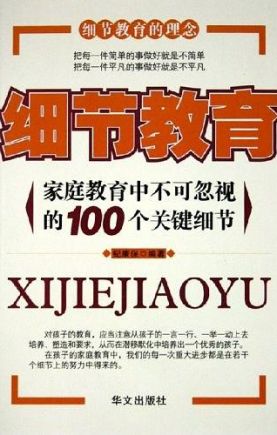 细节教育的理念
把每一件简单的事做好就是不简单
把每一件平凡的事做好就是不平凡
细节教育
家庭教育中不可忽视
的100个关键细节
纪康保 编著
XIJIEJIAOYU
对孩子的教育，应当注意从孩子的一言一行、一举一动上去
培养、塑造和要求，从而在潜移默化中培养出一个优秀的孩子。
在孩子的家庭教育中，我们的每一次重大进步都是在若干
个细节上的努力中得来的。
华文出版社